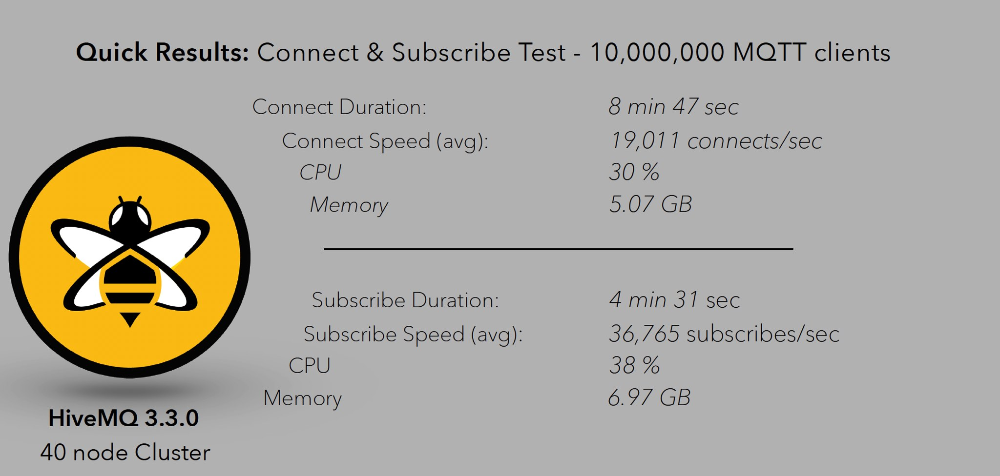 Quick Results: Connect & Subscribe Test - 10,000,000 MQTT clients
Connect Duration: 8 min 47 sec
Connect Speed (avg): 19,011 connects/sec
CPU 30 %
Memory 5.07 GB
Subscribe Duration: 4 min 31 sec
Subscribe Speed (avg): 36,765 subscribes/sec
CPU 38 %
Memory 6.97 GB
HiveMQ 3.3.0
40 node Cluster